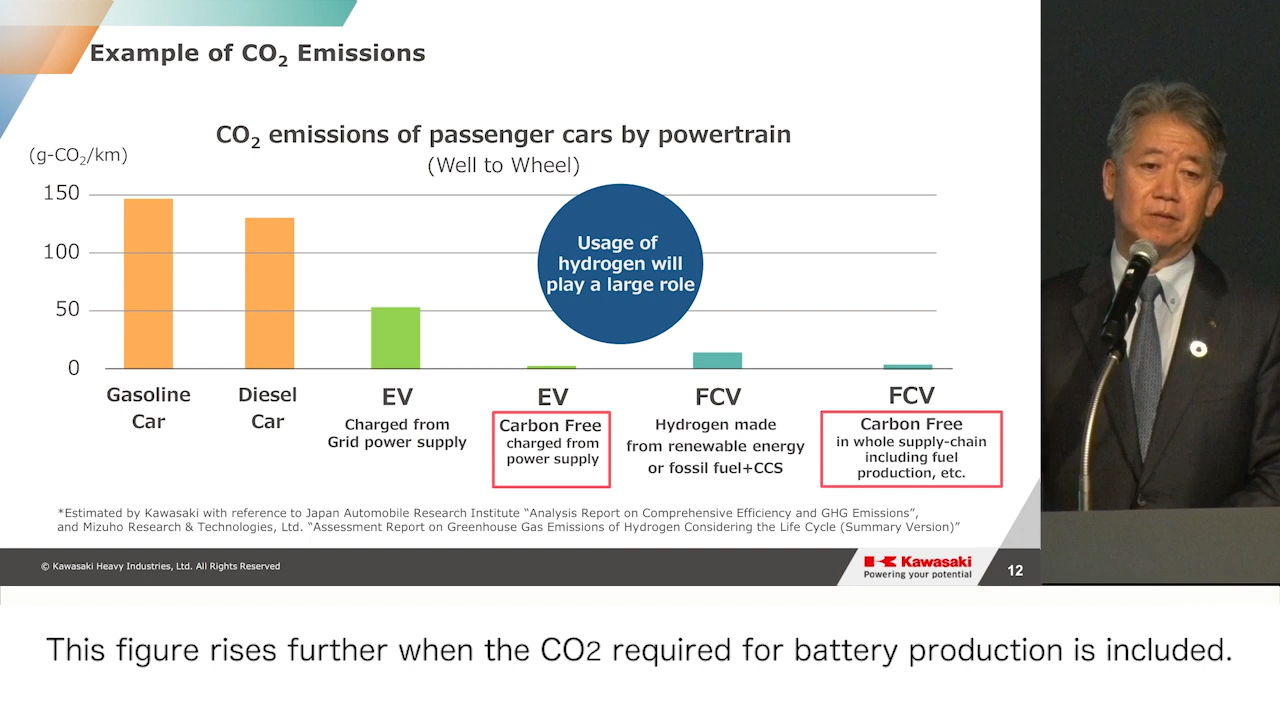 Example of CO2 Emissions
CO2 emissions of passenger cars by powertrain
(Well to Wheel)
(g-CO2/km)
150
100
50
0
Usage of
hydrogen will
play a large role
Gasoline
Car
Diesel
Car
EV
Charged from
Grid power supply
EV
Carbon Free
charged from
power supply
FCV
Hydrogen made
from renewable energy
or fossil fuel+CCS
FCV
Carbon Free
in whole supply-chain
including fuel
production, etc.
*Estimated by Kawasaki with reference to Japan Automobile Research Institute “Analysis Report on Comprehensive Efficiency and GHG Emissions”,
and Mizuho Research & Technologies, Ltd. “Assessment Report on Greenhouse Gas Emissions of Hydrogen Considering the Life Cycle (Summary Version)”
© Kawasaki Heavy Industries, Ltd. All Rights Reserved
Kawasaki
Powering your potential
12
This figure rises further when the CO2 required for battery production is included.